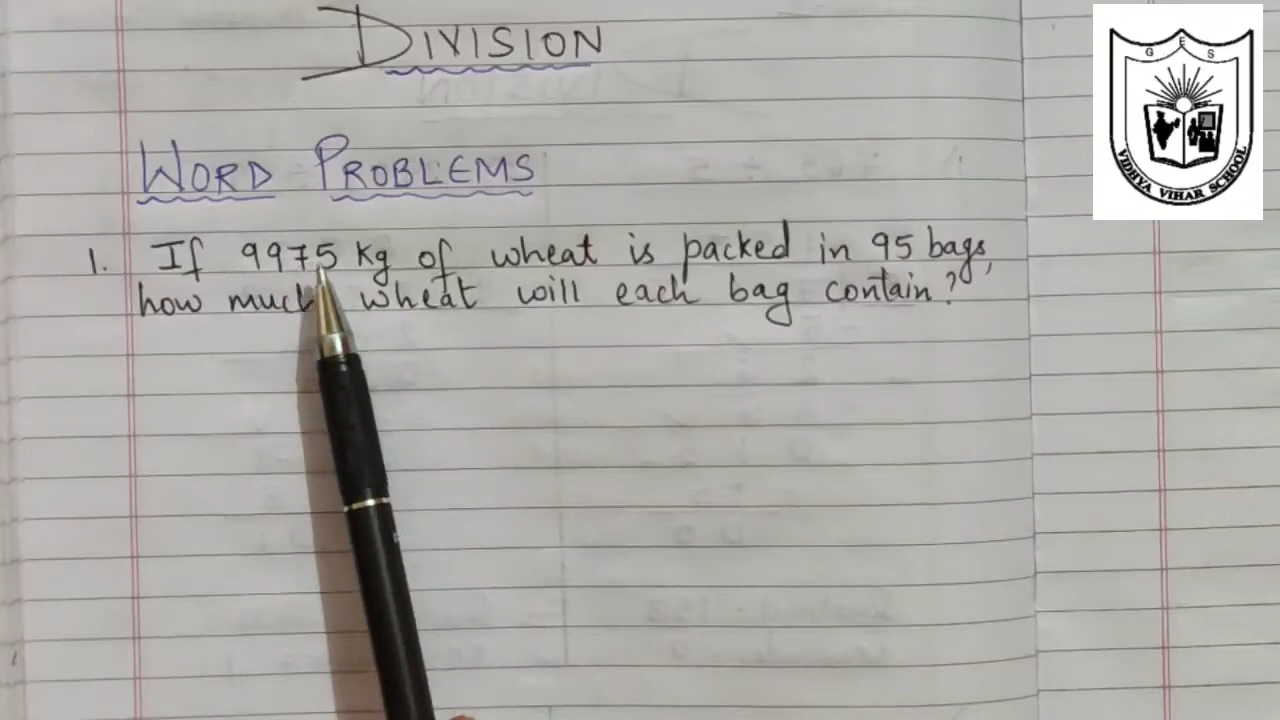 DIVISION
WORD PROBLEMS
1. If 9975 Kg of wheat is packed in 95 bags,
how much wheat will each bag contain?
G E S
VIDHYA VIHAR SCHOOL